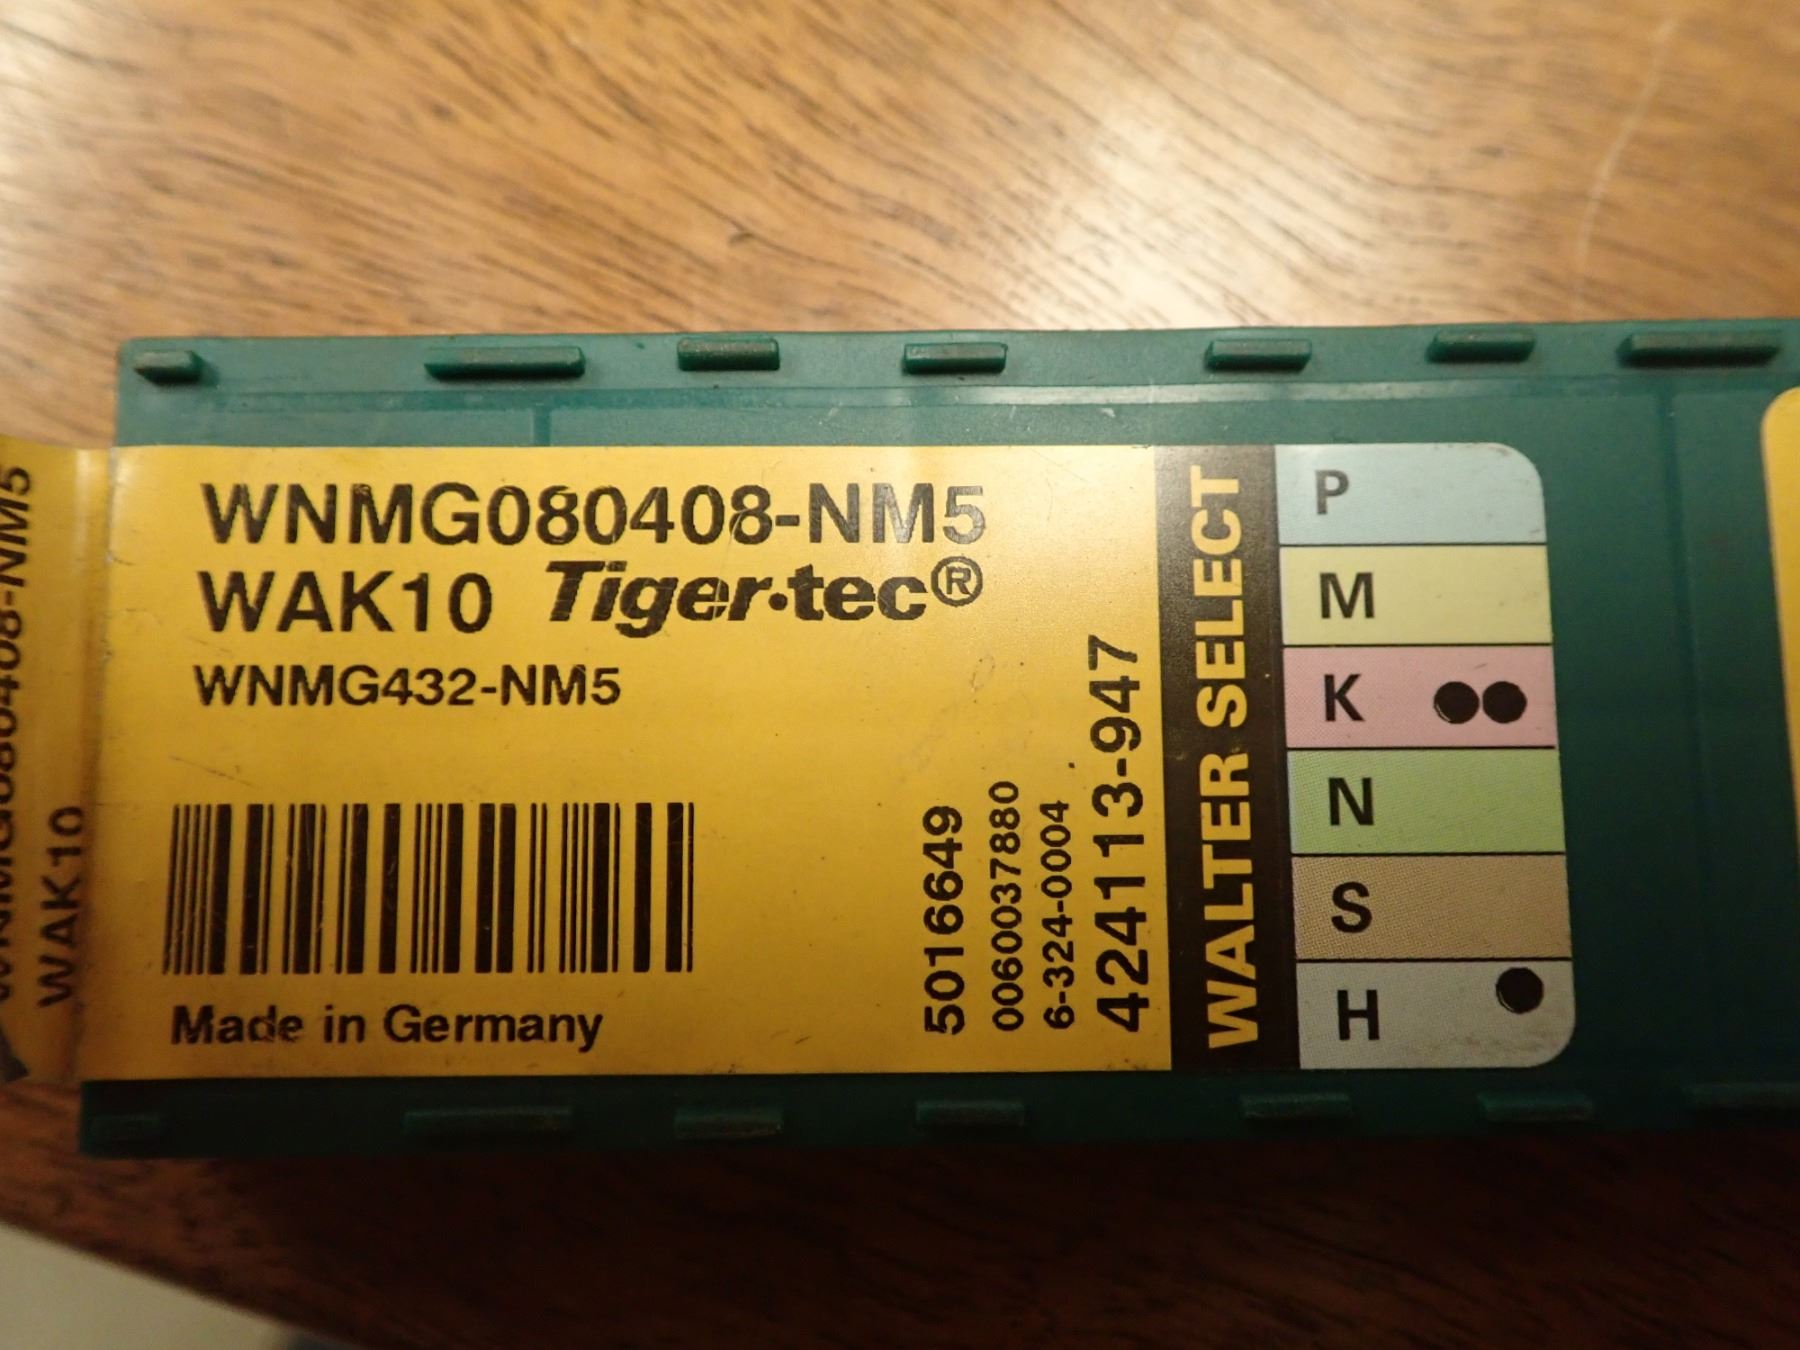 WNMG080408-NM5
WAK10
WNMG080408-NM5
WAK10 Tiger·tec®
WNMG432-NM5
Made in Germany
5016649
0060037880
6-324-0004
424113-947
WALTER SELECT
P
M
K
N
S
H